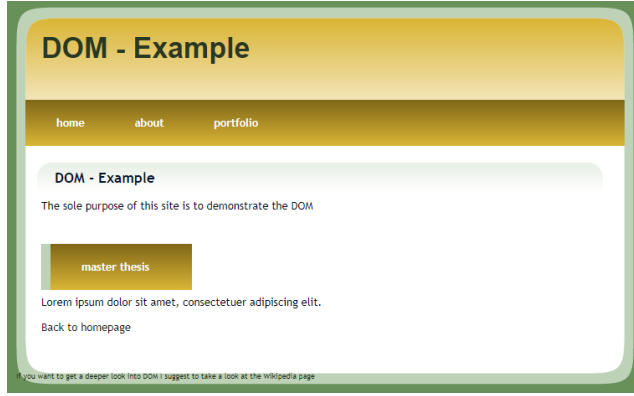 DOM - Example
home about portfolio
DOM - Example
The sole purpose of this site is to demonstrate the DOM
master thesis
Lorem ipsum dolor sit amet, consectetuer adipiscing elit.
Back to homepage
If you want to get a deeper look into DOM I suggest to take a look at the Wikipedia page